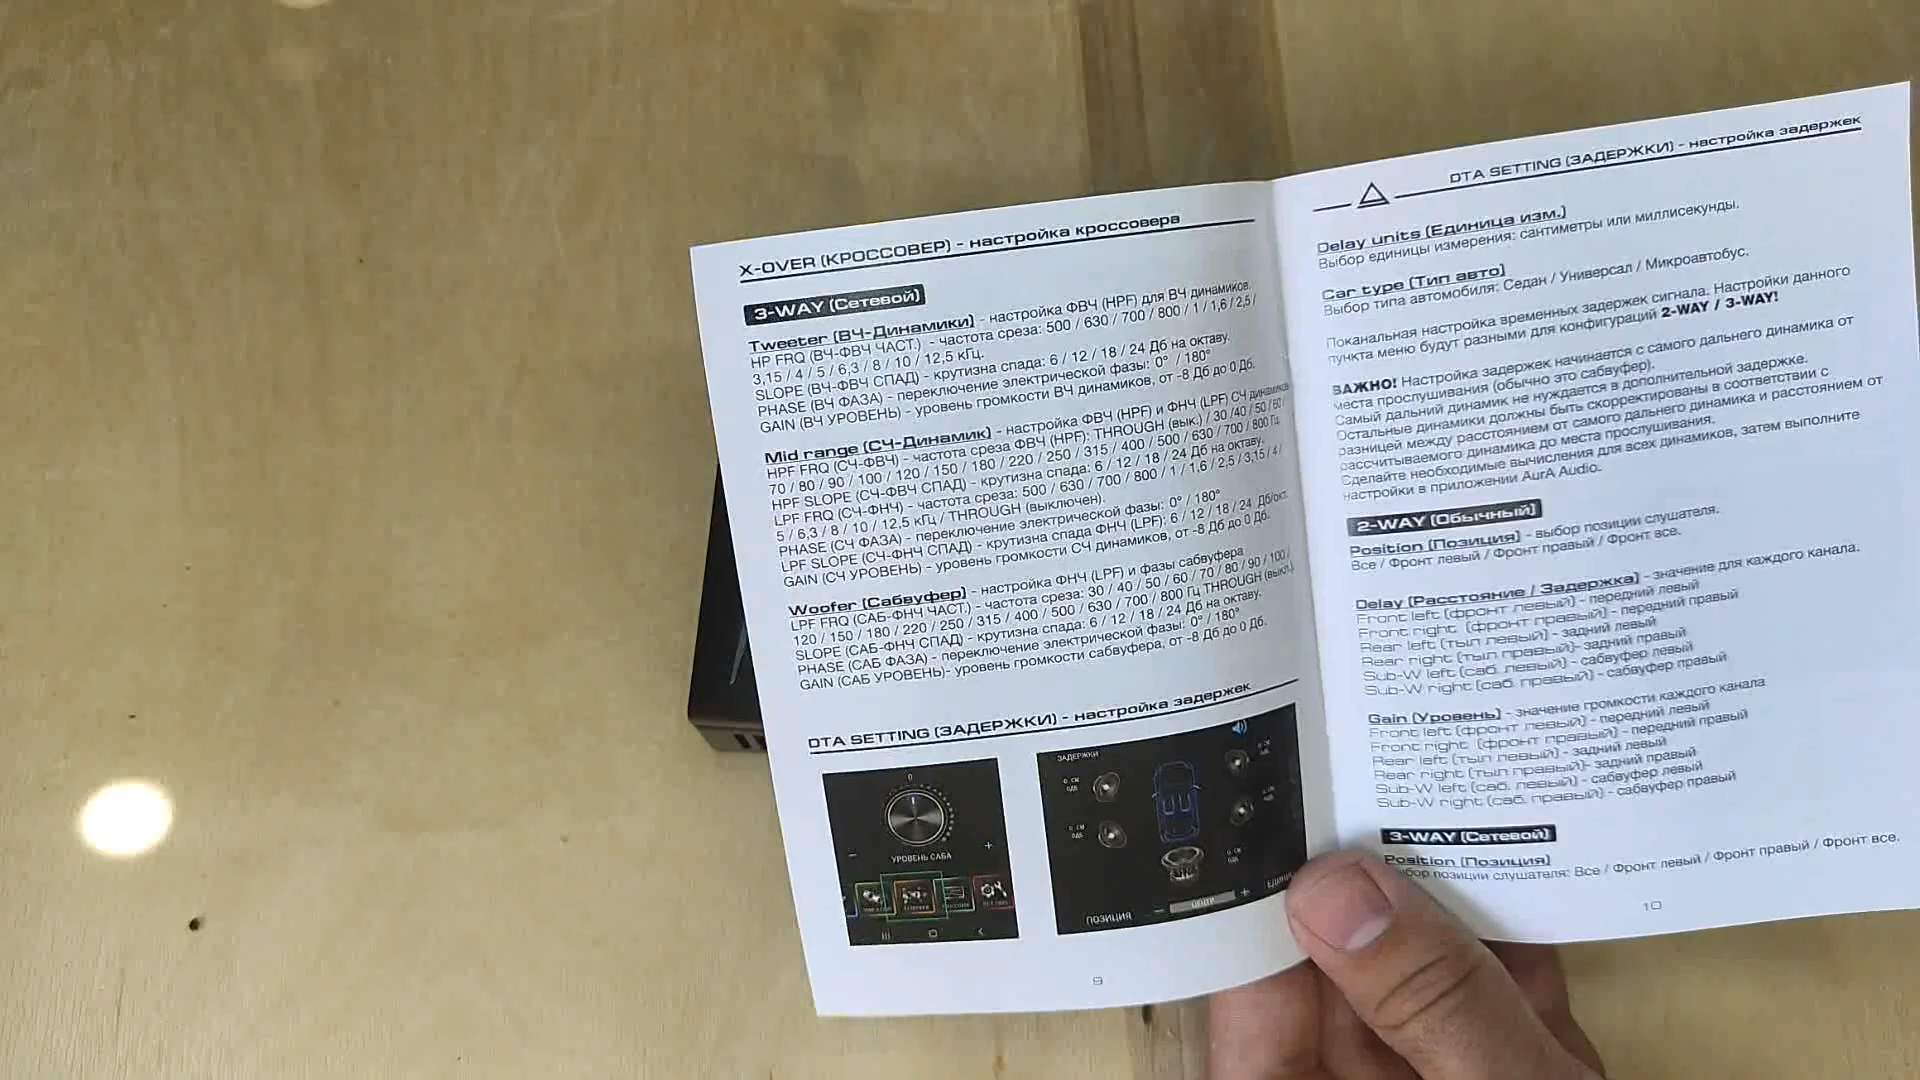 X-OVER (КРОССОВЕР) - настройка кроссовера
3-WAY (Сетевой)
Tweeter (ВЧ-Динамики) - настройка ФВЧ (HPF) для ВЧ динамиков.
HP FRQ (ВЧ-ФВЧ ЧАСТ.) - частота среза: 500 / 630 / 700 / 800 / 1 / 1,6 / 2,5 /
3,15 / 4 / 5 / 6,3 / 8 / 10 / 12,5 кГц.
SLOPE (ВЧ-ФВЧ СПАД) - крутизна спада: 6 / 12 / 18 / 24 Дб на октаву.
PHASE (ВЧ ФАЗА) - переключение электрической фазы: 0° / 180°
GAIN (ВЧ УРОВЕНЬ) - уровень громкости ВЧ динамиков, от -8 Дб до 0 Дб.
Mid range (СЧ-Динамик) - настройка ФВЧ (HPF) и ФНЧ (LPF) СЧ динамиков
HPF FRQ (СЧ-ФВЧ) - частота среза ФВЧ (HPF): THROUGH (вык.) / 30 /40 / 50 / 60 /
70 / 80 / 90 / 100 / 120 / 150 / 180 / 220 / 250 / 315 / 400 / 500 / 630 / 700 / 800 Гц
HPF SLOPE (СЧ-ФВЧ СПАД) - крутизна спада: 6 / 12 / 18 / 24 Дб на октаву.
LPF FRQ (СЧ-ФНЧ) - частота среза: 500 / 630 / 700 / 800 / 1 / 1,6 / 2,5 / 3,15 / 4 /
5 / 6,3 / 8 / 10 / 12,5 кГц / THROUGH (выключен).
PHASE (СЧ ФАЗА) - переключение электрической фазы: 0° / 180°
LPF SLOPE (СЧ-ФНЧ СПАД) - крутизна спада ФНЧ (LPF): 6 / 12 / 18 / 24 Дб/окт.
GAIN (СЧ УРОВЕНЬ) - уровень громкости СЧ динамиков, от -8 Дб до 0 Дб.
Woofer (Сабвуфер) - настройка ФНЧ (LPF) и фазы сабвуфера
LPF FRQ (САБ-ФНЧ ЧАСТ.) - частота среза: 30 / 40 / 50 / 60 / 70 / 80 / 90 / 100 /
120 / 150 / 180 / 220 / 250 / 315 / 400 / 500 / 630 / 700 / 800 Гц THROUGH (выкл.)
SLOPE (САБ-ФНЧ СПАД) - крутизна спада: 6 / 12 / 18 / 24 Дб на октаву.
PHASE (САБ ФАЗА) - переключение электрической фазы: 0° / 180°
GAIN (САБ УРОВЕНЬ)- уровень громкости сабвуфера, от -8 Дб до 0 Дб.
DTA SETTING (ЗАДЕРЖКИ) - настройка задержек
0
- +
УРОВЕНЬ САБА
ЗАДЕРЖКИ
0. СМ
0ДБ
0. СМ
0ДБ
ПОЗИЦИЯ - ЦЕНТР +
9
DTA SETTING (ЗАДЕРЖКИ) - настройка задержек
Delay units (Единица изм.)
Выбор единицы измерения: сантиметры или миллисекунды.
Car type (Тип авто)
Выбор типа автомобиля: Седан / Универсал / Микроавтобус.
Поканальная настройка временных задержек сигнала. Настройки данного
пункта меню будут разными для конфигураций 2-WAY / 3-WAY!
ВАЖНО! Настройка задержек начинается с самого дальнего динамика от
места прослушивания (обычно это сабвуфер).
Самый дальний динамик не нуждается в дополнительной задержке.
Остальные динамики должны быть скорректированы в соответствии с
разницей между расстоянием от самого дальнего динамика и расстоянием от
рассчитываемого динамика до места прослушивания.
Сделайте необходимые вычисления для всех динамиков, затем выполните
настройки в приложении AurA Audio.
2-WAY (Обычный)
Position (Позиция) - выбор позиции слушателя.
Все / Фронт левый / Фронт правый / Фронт все.
Delay (Расстояние / Задержка) - значение для каждого канала.
Front left (фронт левый) - передний левый
Front right (фронт правый) - передний правый
Rear left (тыл левый) - задний левый
Rear right (тыл правый)- задний правый
Sub-W left (саб. левый) - сабвуфер левый
Sub-W right (саб. правый) - сабвуфер правый
Gain (Уровень) - значение громкости каждого канала
Front left (фронт левый) - передний левый
Front right (фронт правый) - передний правый
Rear left (тыл левый) - задний левый
Rear right (тыл правый)- задний правый
Sub-W left (саб. левый) - сабвуфер левый
Sub-W right (саб. правый) - сабвуфер правый
3-WAY (Сетевой)
Position (Позиция)
позиции слушателя: Все / Фронт левый / Фронт правый / Фронт все.
10